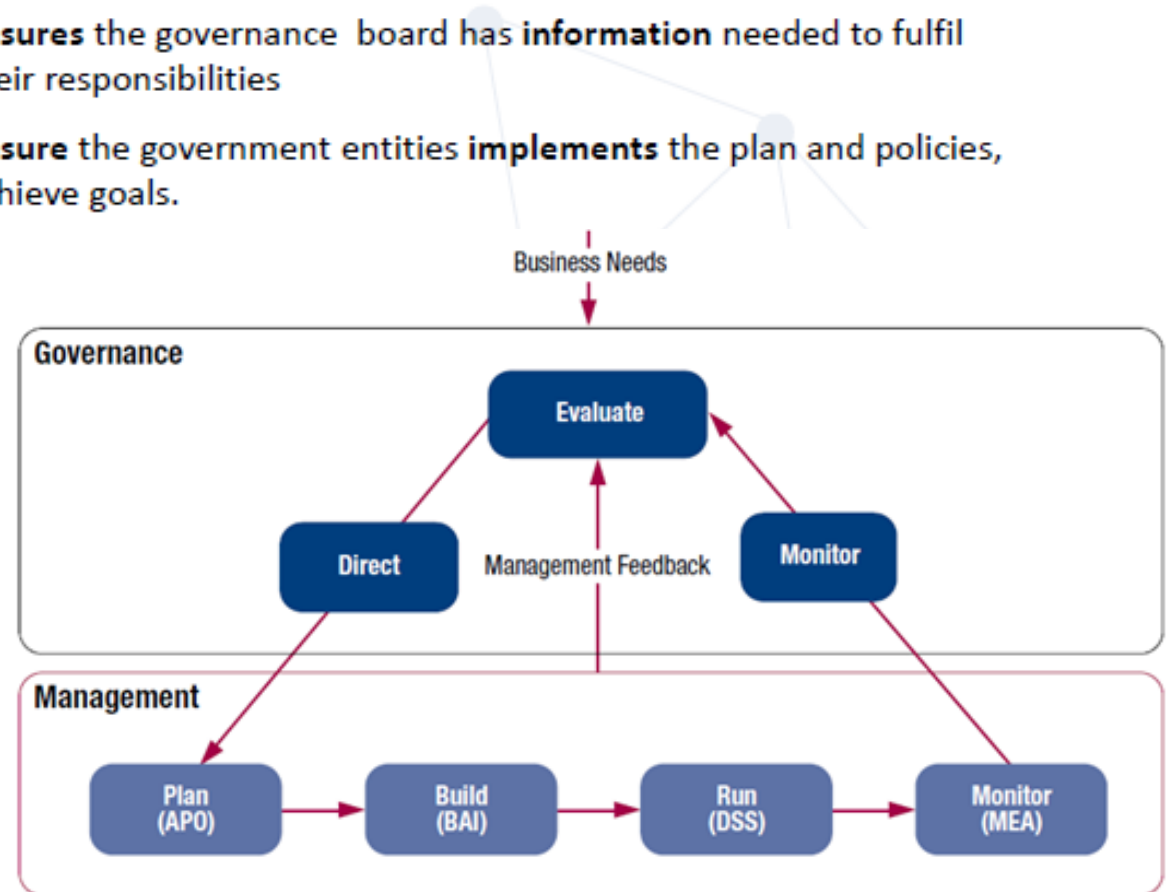 sures the governance board has information needed to fulfil
eir responsibilities
sure the government entities implements the plan and policies,
hieve goals.
Business Needs
Governance
Evaluate
Direct
Management Feedback
Monitor
Management
Plan
(APO)
Build
(BAI)
Run
(DSS)
Monitor
(MEA)